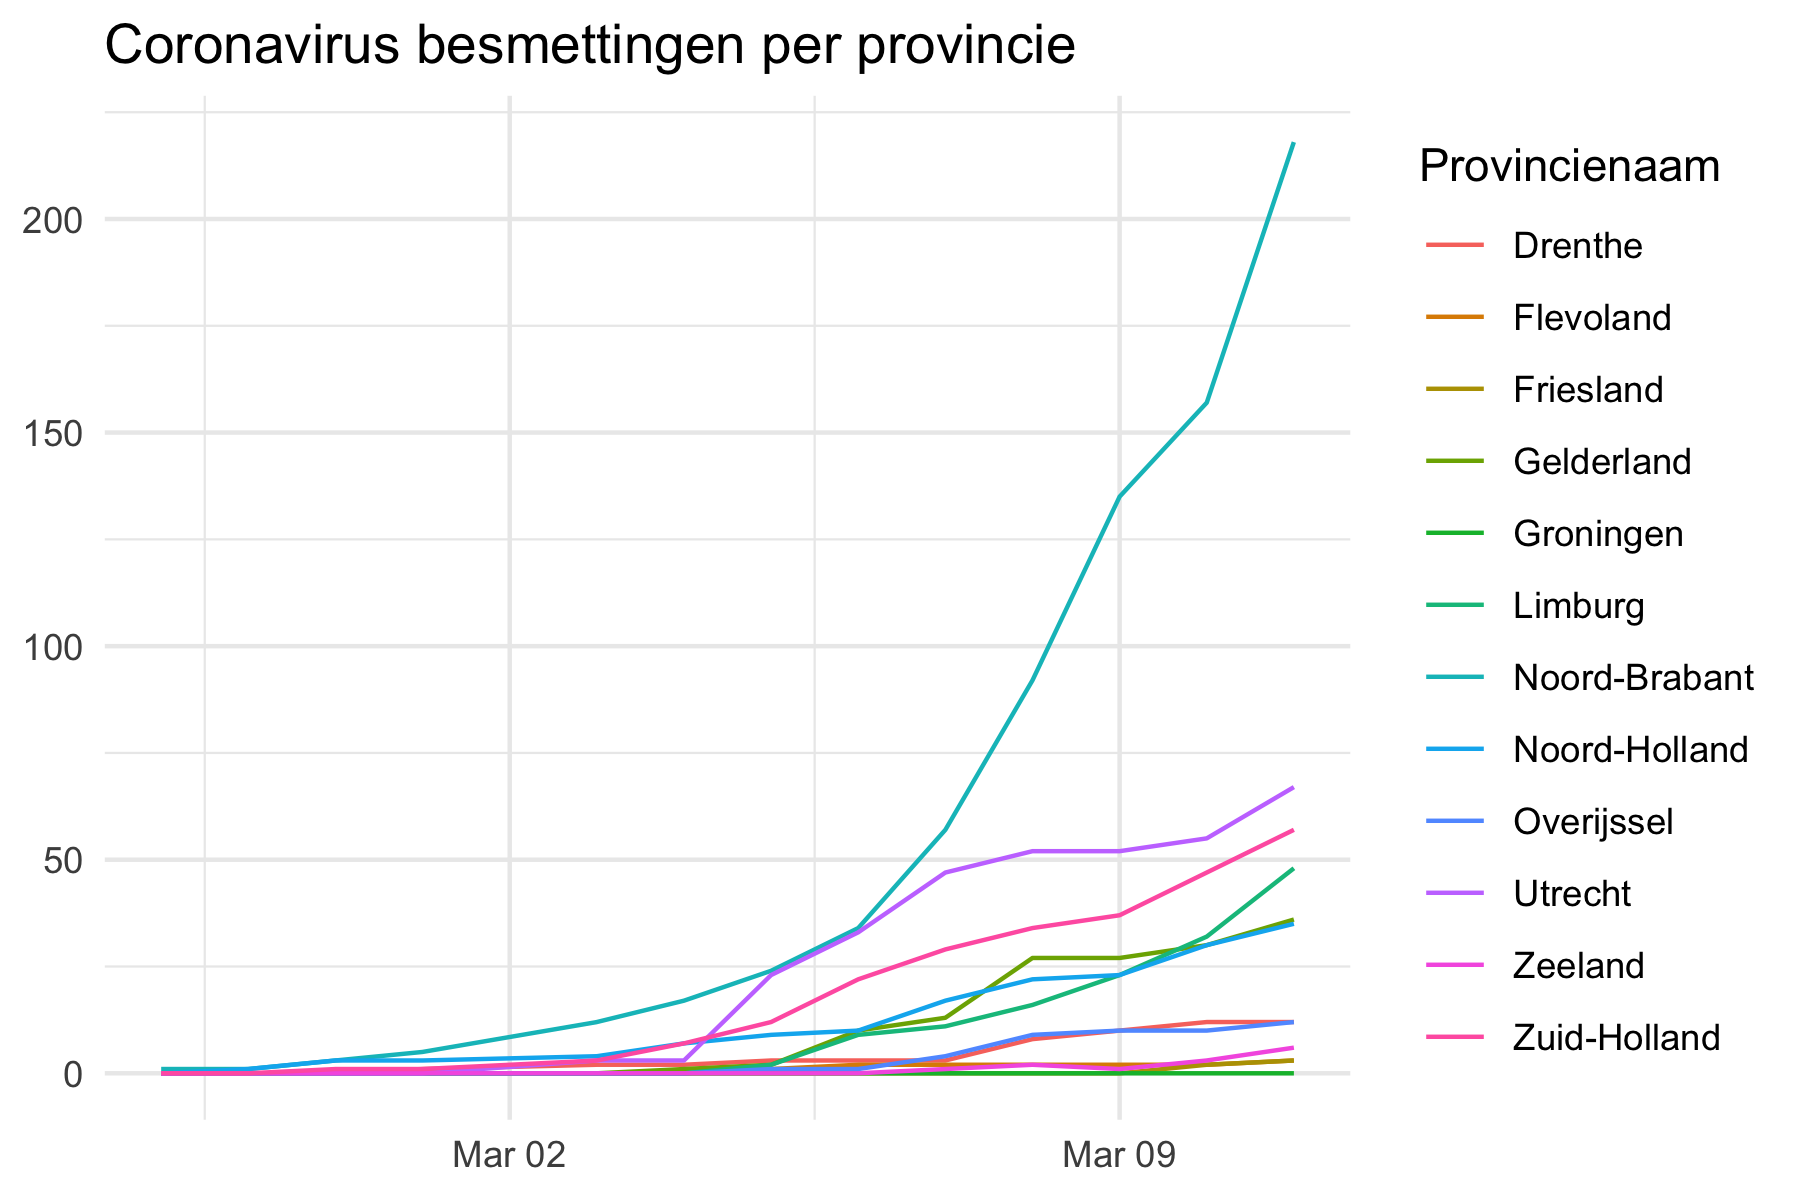 Coronavirus besmettingen per provincie
200
150
100
50
0
Mar 02
Mar 09
Provincienaam
Drenthe
Flevoland
Friesland
Gelderland
Groningen
Limburg
Noord-Brabant
Noord-Holland
Overijssel
Utrecht
Zeeland
Zuid-Holland